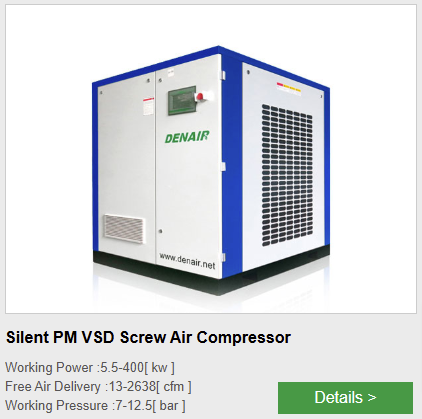 DENAIR
www.denair.net
Silent PM VSD Screw Air Compressor
Working Power :5.5-400[ kw ]
Free Air Delivery :13-2638[ cfm ]
Working Pressure :7-12.5[ bar ]
Details >